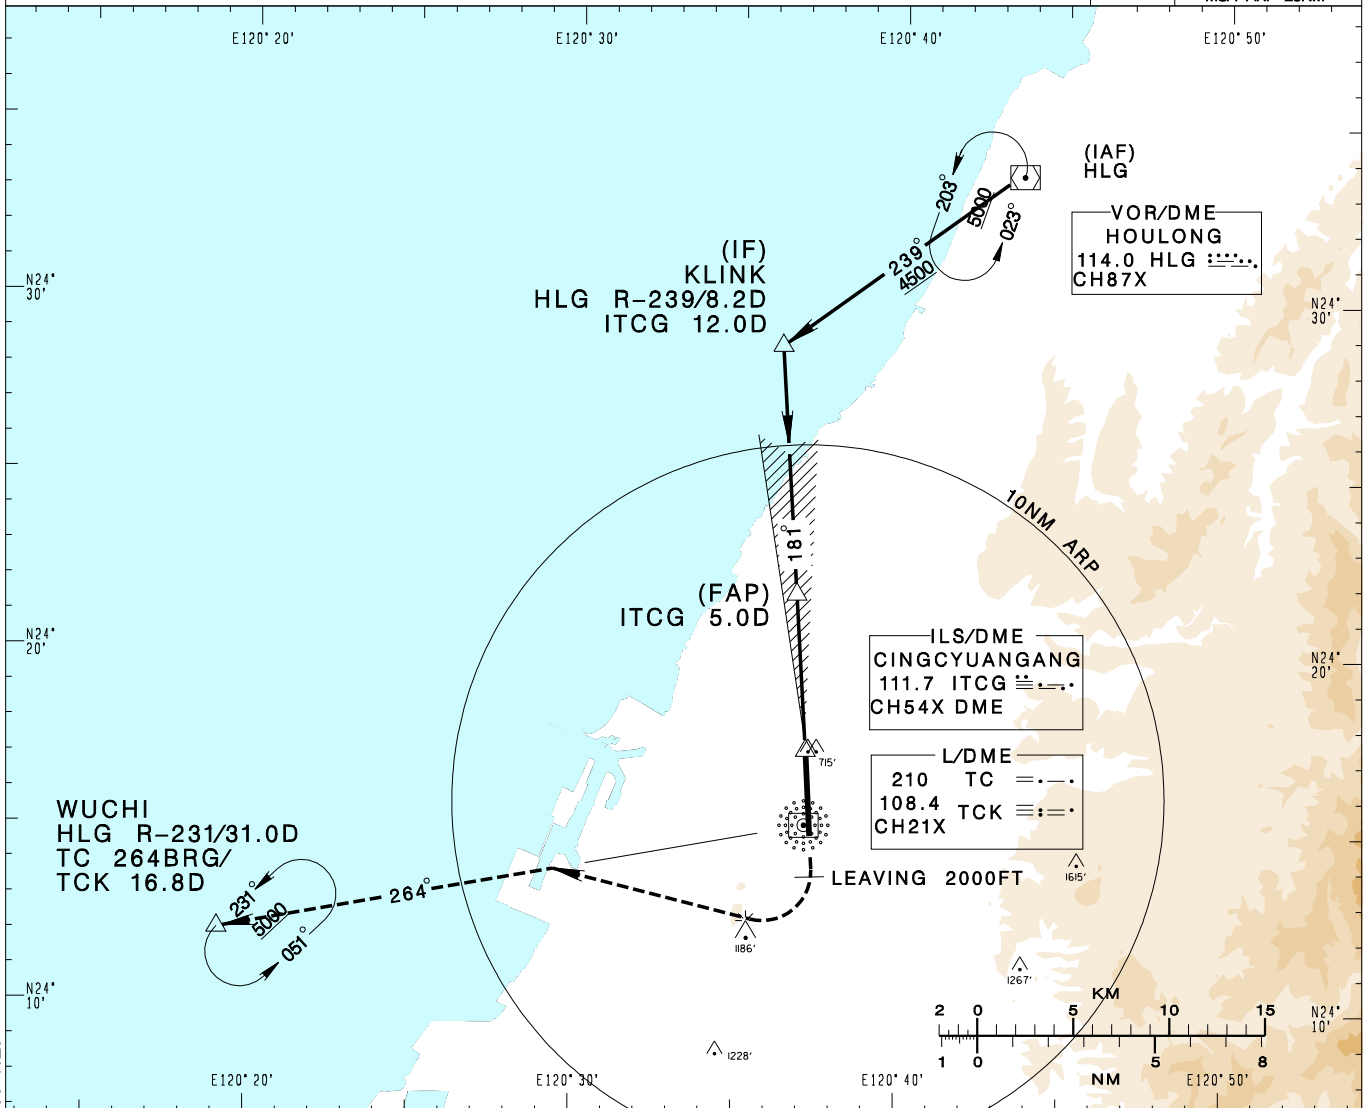 E120° 20'
E120° 30'
E120° 40'
E120° 50'
(IAF)
HLG
VOR/DME
HOULONG
114.0 HLG
CH87X
203°
5000
023°
239°
4500
(IF)
KLINK
HLG R-239/8.2D
ITCG 12.0D
N24°
30'
N24°
30'
10NM ARP
181°
(FAP)
ITCG 5.0D
N24°
20'
N24°
20'
ILS/DME
CINGCYUANGANG
111.7 ITCG
CH54X DME
715'
L/DME
210 TC
108.4
CH21X
TCK
WUCHI
HLG R-231/31.0D
TC 264BRG/
TCK 16.8D
231°
5000
051°
264°
LEAVING 2000FT
1615'
1186'
1267'
1228'
N24°
10'
N24°
10'
KM
2 0 5 10 15
1 0 5 8
NM
E120° 20'
E120° 30'
E120° 40'
E120° 50'